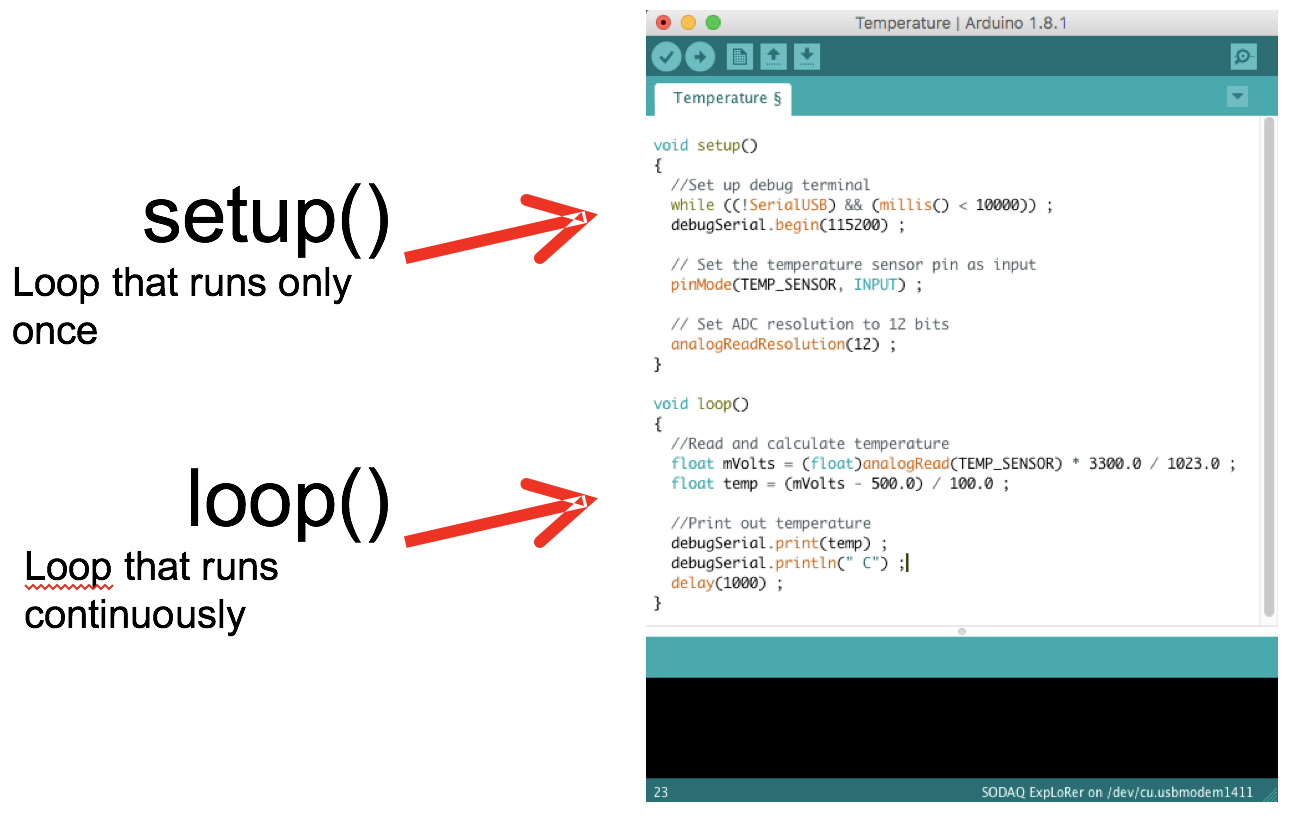 setup()
Loop that runs only
once
loop()
Loop that runs
continuously
Temperature | Arduino 1.8.1
Temperature §
void setup()
{
  //Set up debug terminal
  while ((!SerialUSB) && (millis() < 10000)) ;
  debugSerial.begin(115200) ;

  // Set the temperature sensor pin as input
  pinMode(TEMP_SENSOR, INPUT) ;

  // Set ADC resolution to 12 bits
  analogReadResolution(12) ;
}

void loop()
{
  //Read and calculate temperature
  float mVolts = (float)analogRead(TEMP_SENSOR) * 3300.0 / 1023.0 ;
  float temp = (mVolts - 500.0) / 100.0 ;

  //Print out temperature
  debugSerial.print(temp) ;
  debugSerial.println(" C") ;
  delay(1000) ;
}
23
SODAQ ExpLoRer on /dev/cu.usbmodem1411